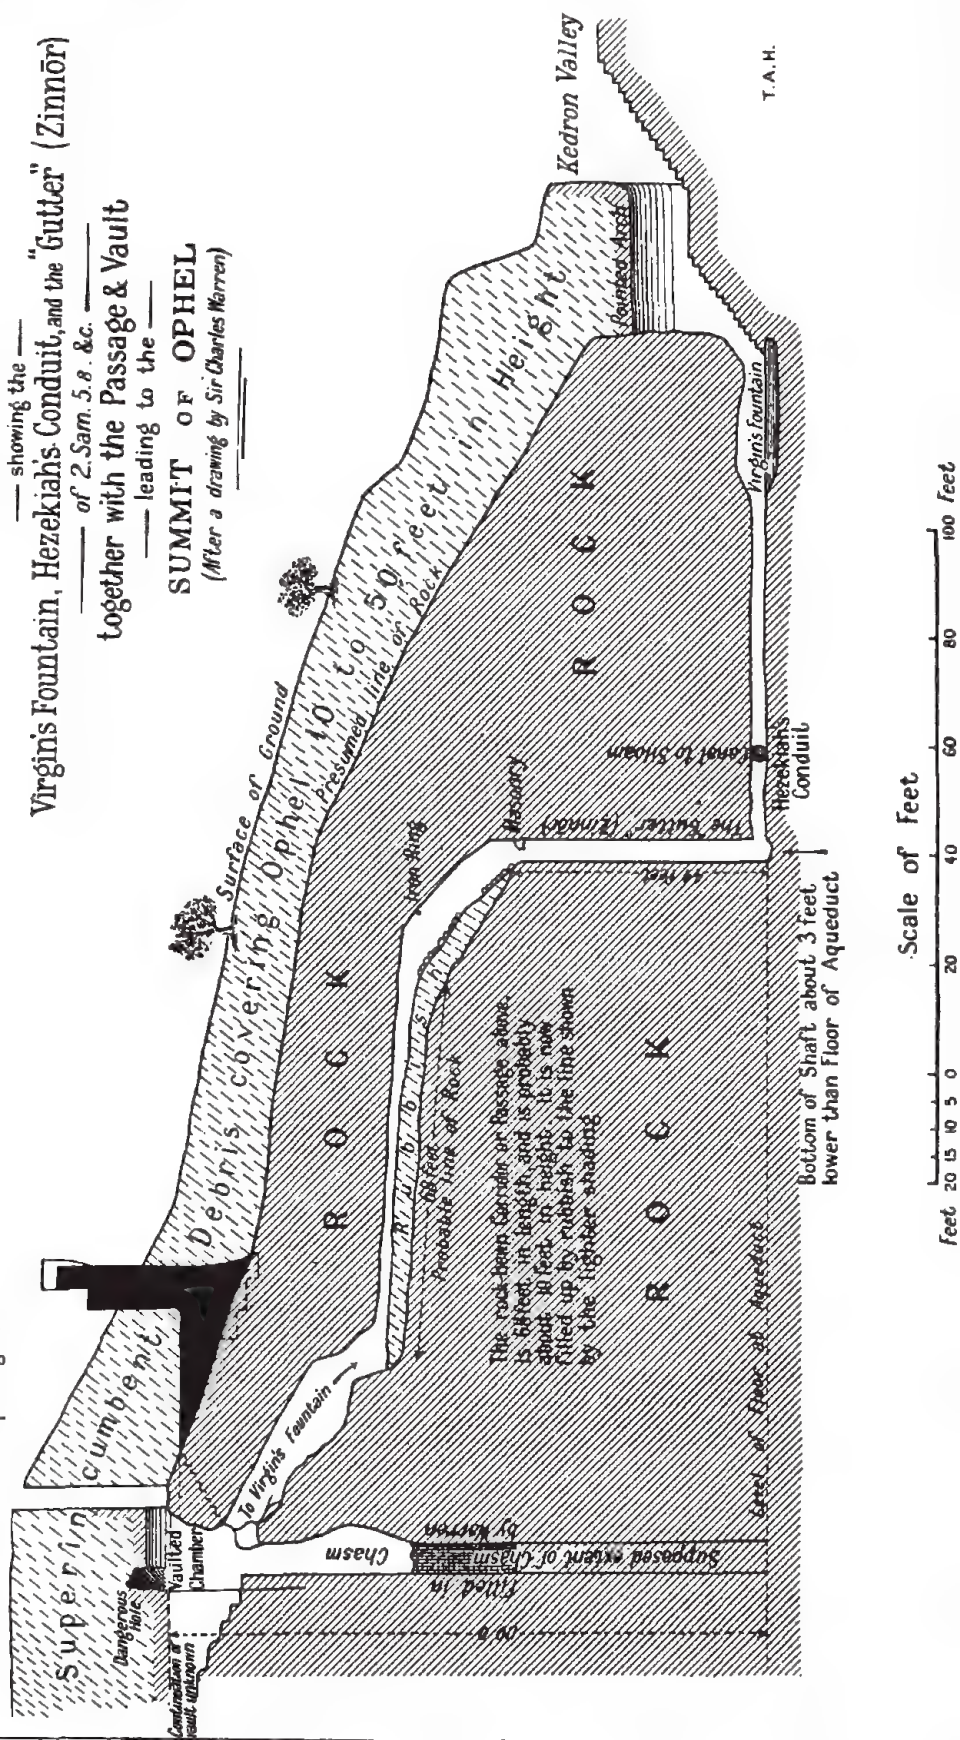 — showing the —
Virgin's Fountain, Hezekiah's Conduit, and the "Gutter" (Zinnōr)
— of 2. Sam. 5. 8. &c. —
together with the Passage & Vault
— leading to the —
SUMMIT OF OPHEL
(After a drawing by Sir Charles Warren)
Superincumbent
Debris covering Ophel 10 to 50 feet in Height
Surface of Ground
Presumed line of Rock
Kedron Valley
T.A.H.
Dangerous
Hole
Vaulted
Chamber
Continuation of
vault unknown
To Virgin's Fountain
Chasm
filled in
by Warren
Supposed extent of Chasm
ROCK
Iron Ring
Masonry
Rubbish
68 feet
Probable line of Rock
The rock-hewn Corridor or Passage above,
is 68 feet in length, and is probably
about 10 feet in height, it is now
filled up by rubbish to the line shown
by the lighter shading
ROCK
44 feet
The "Gutter" (Zinnor)
Canal to Siloam
Hezekiah's
Conduit
ROCK
Pointed Arch
Virgin's Fountain
Level of Floor of Aqueduct
Bottom of Shaft about 3 feet
lower than Floor of Aqueduct
Scale of Feet
Feet 20 15 10 5 0 20 40 60 80 100 Feet